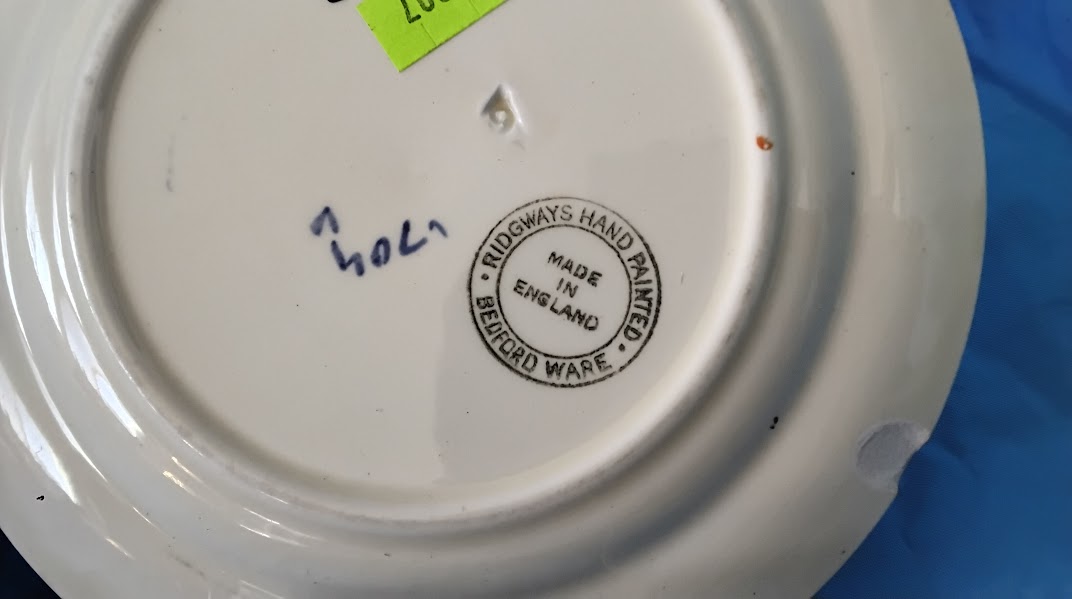 RIDGWAYS HAND PAINTED
BEDFORD WARE
MADE
IN
ENGLAND